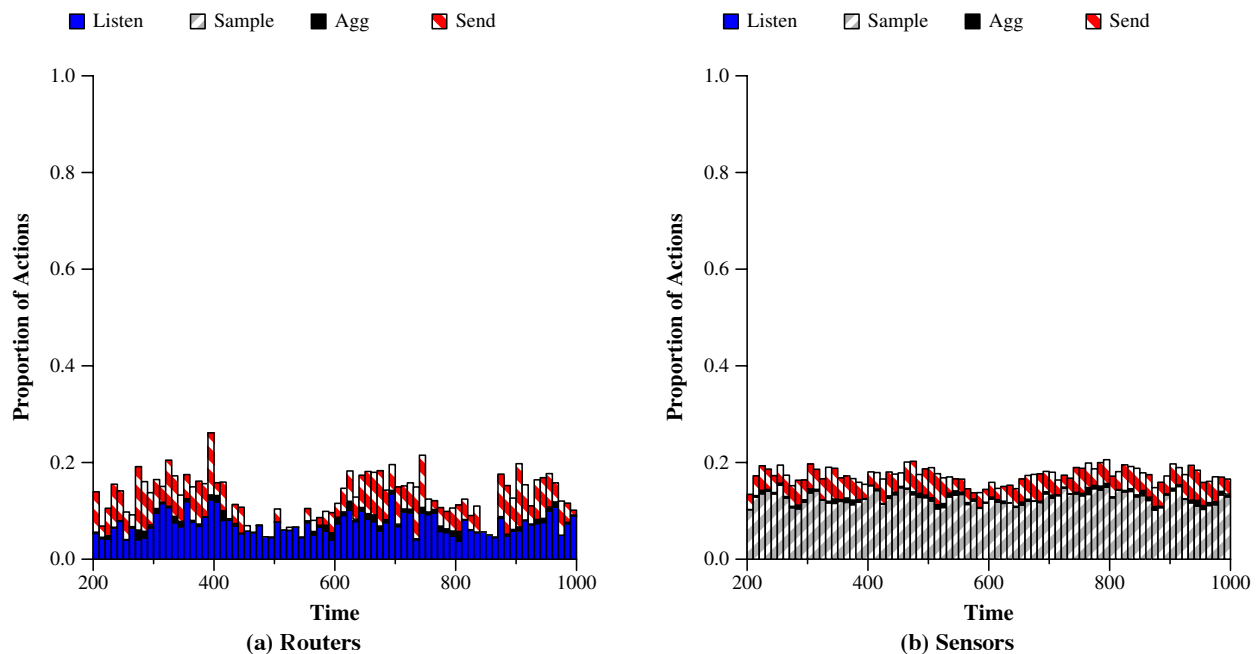 Listen Sample Agg Send
1.0
0.8
0.6
0.4
0.2
0.0
Proportion of Actions
200 400 600 800 1000
Time
(a) Routers
Listen Sample Agg Send
1.0
0.8
0.6
0.4
0.2
0.0
Proportion of Actions
200 400 600 800 1000
Time
(b) Sensors